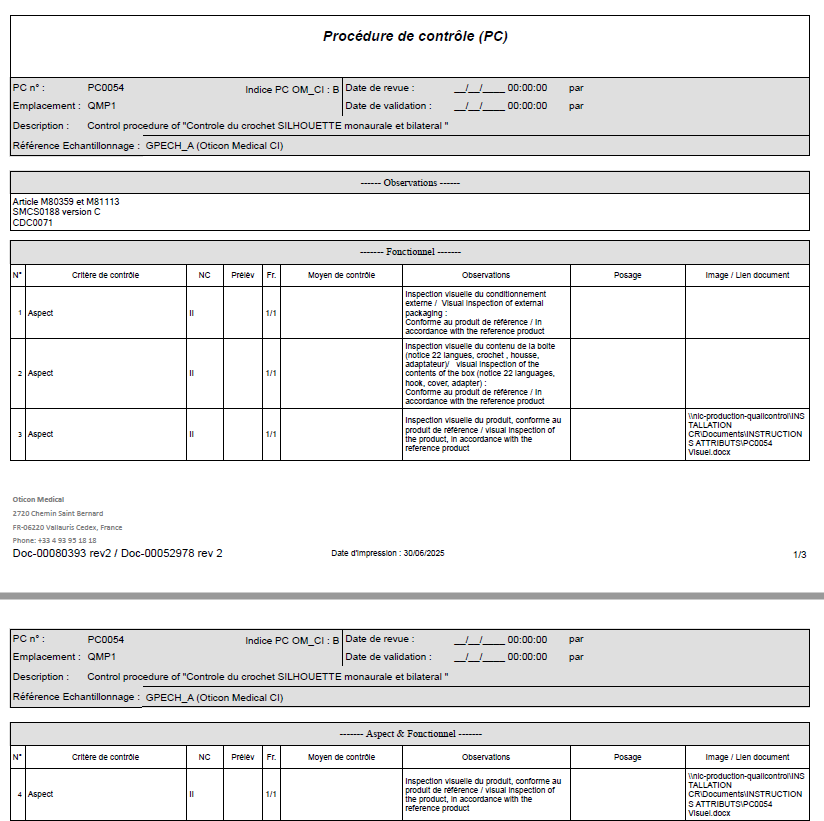 Procédure de contrôle (PC)
PC n° : PC0054 Indice PC OM_CI : B Date de revue : __/__/____ 00:00:00 par
Emplacement : QMP1 Date de validation : __/__/____ 00:00:00 par
Description : Control procedure of "Controle du crochet SILHOUETTE monaurale et bilateral "
Référence Echantillonnage : GPECH_A (Oticon Medical CI)
------ Observations ------
Article M80359 et M81113
SMCS0188 version C
CDC0071
------- Fonctionnel -------
N° Critère de contrôle NC Prélèv Fr. Moyen de contrôle Observations Posage Image / Lien document
1 Aspect II 1/1
Inspection visuelle du conditionnement
externe / Visual inspection of external
packaging :
Conforme au produit de référence / In
accordance with the reference product
2 Aspect II 1/1
Inspection visuelle du contenu de la boite
(notice 22 langues, crochet , housse,
adaptateur)/ visual inspection of the
contents of the box (notice 22 languages,
hook, cover, adapter) :
Conforme au produit de référence / In
accordance with the reference product
3 Aspect II 1/1
Inspection visuelle du produit, conforme au
produit de référence / visual inspection of
the product, in accordance with the
reference product
\\nic-production-qualicontrol\INS
TALLATION
CR\Documents\INSTRUCTION
S ATTRIBUTS\PC0054
Visuel.docx
Oticon Medical
2720 Chemin Saint Bernard
FR-06220 Vallauris Cedex, France
Phone: +33 4 93 95 18 18
Doc-00080393 rev2 / Doc-00052978 rev 2 Date d'impression : 30/06/2025 1/3
PC n° : PC0054 Indice PC OM_CI : B Date de revue : __/__/____ 00:00:00 par
Emplacement : QMP1 Date de validation : __/__/____ 00:00:00 par
Description : Control procedure of "Controle du crochet SILHOUETTE monaurale et bilateral "
Référence Echantillonnage : GPECH_A (Oticon Medical CI)
------- Aspect & Fonctionnel -------
N° Critère de contrôle NC Prélèv Fr. Moyen de contrôle Observations Posage Image / Lien document
4 Aspect II 1/1
Inspection visuelle du produit, conforme au
produit de référence / visual inspection of
the product, in accordance with the
reference product
\\nic-production-qualicontrol\INS
TALLATION
CR\Documents\INSTRUCTION
S ATTRIBUTS\PC0054
Visuel.docx